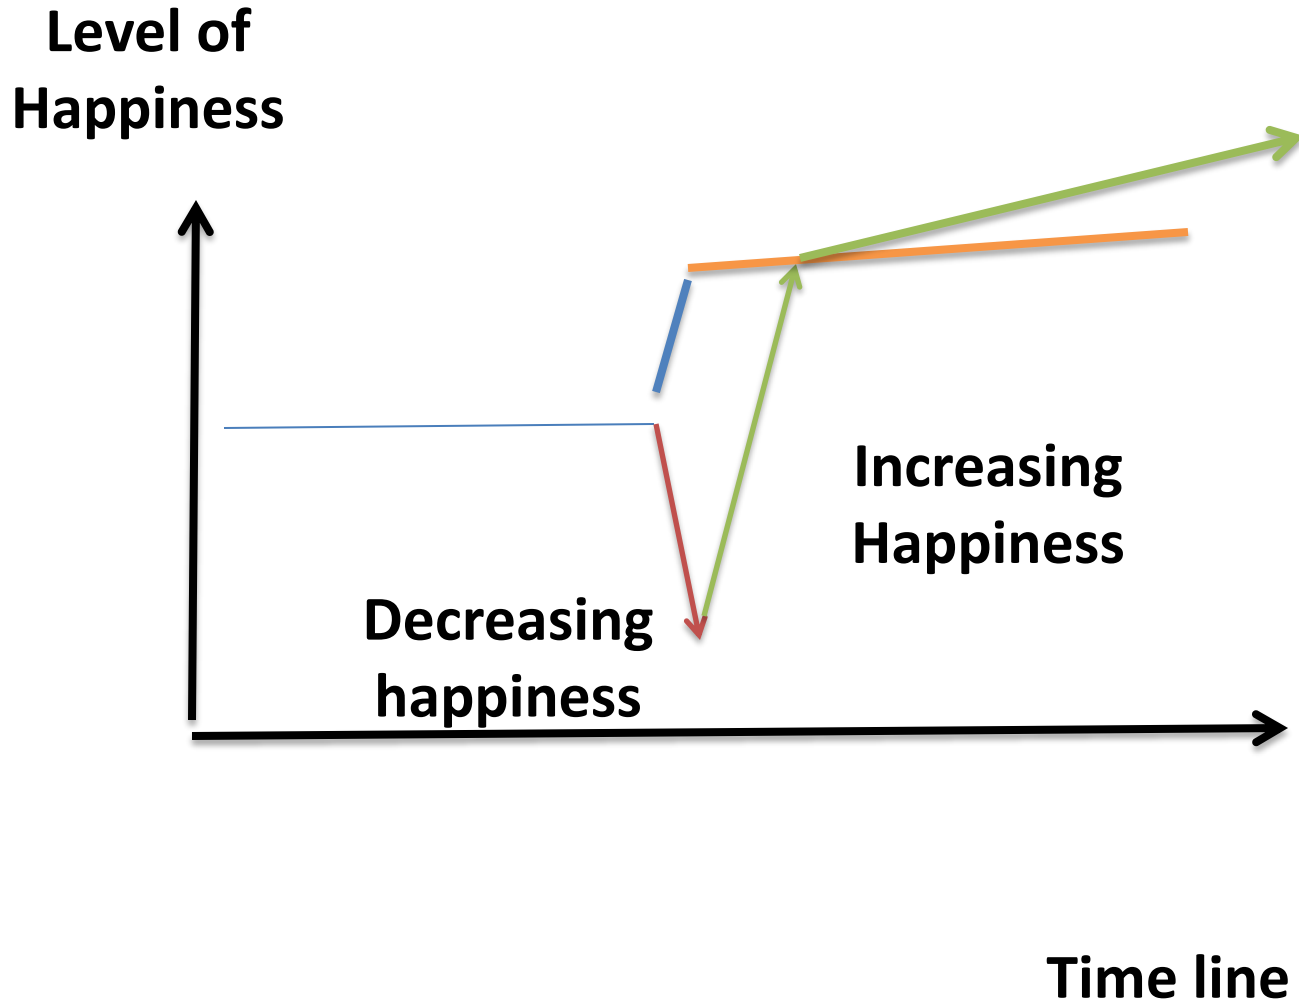 Level of
Happiness
Increasing
Happiness
Decreasing
happiness
Time line